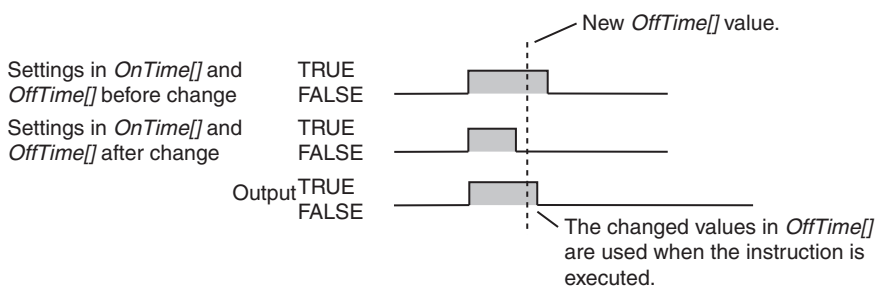 New OffTime[] value.
Settings in OnTime[] and TRUE
OffTime[] before change FALSE
Settings in OnTime[] and TRUE
OffTime[] after change FALSE
Output TRUE
FALSE
The changed values in OffTime[]
are used when the instruction is
executed.